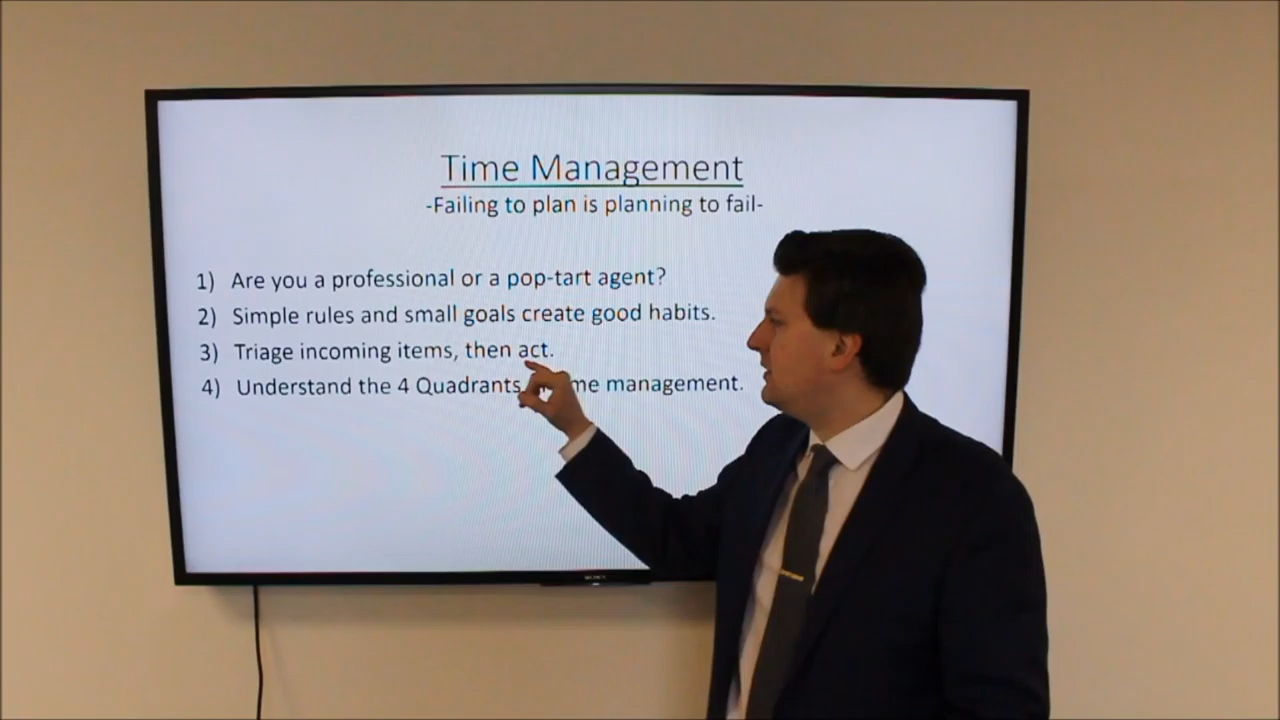 Time Management
-Failing to plan is planning to fail-
1) Are you a professional or a pop-tart agent?
2) Simple rules and small goals create good habits.
3) Triage incoming items, then act.
4) Understand the 4 Quadrants me management.
SONY